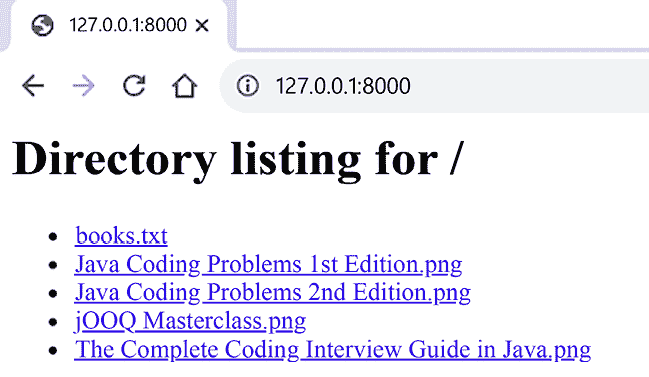 127.0.0.1:8000
127.0.0.1:8000
Directory listing for /
books.txt
Java Coding Problems 1st Edition.png
Java Coding Problems 2nd Edition.png
jOOQ Masterclass.png
The Complete Coding Interview Guide in Java.png